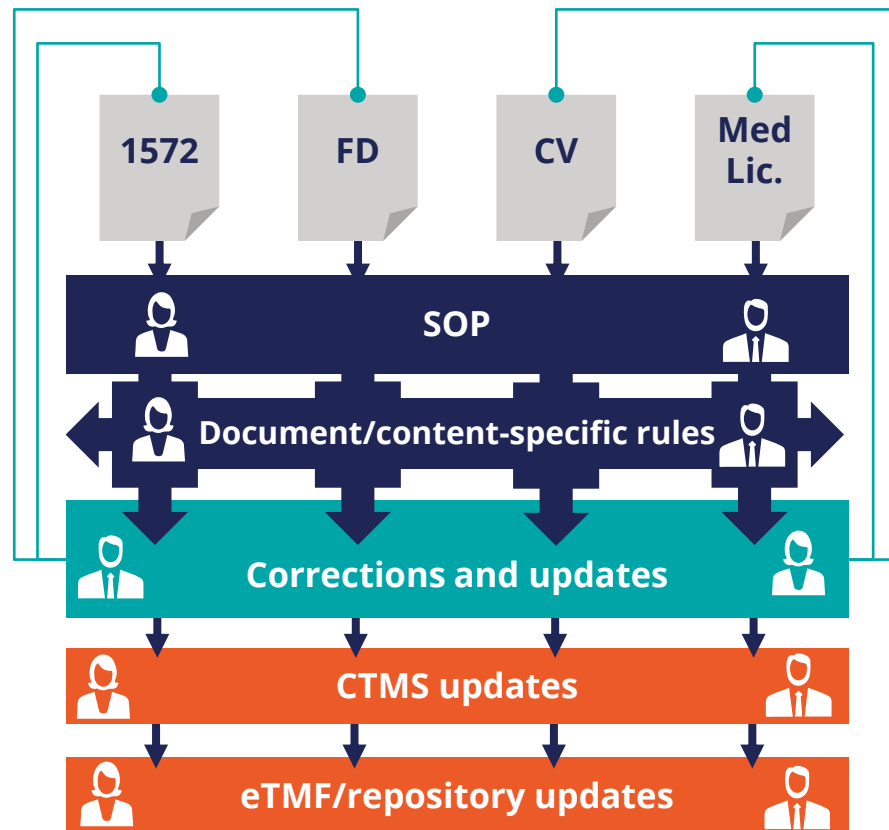 1572
FD
CV
Med
Lic.
SOP
Document/content-specific rules
Corrections and updates
CTMS updates
eTMF/repository updates